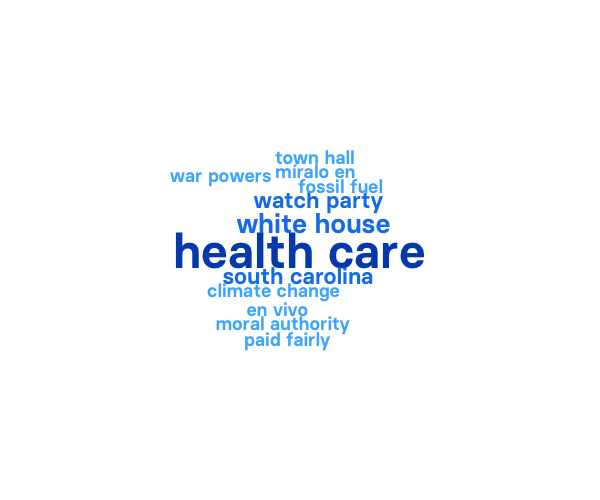 town hall
war powers
míralo en
fossil fuel
watch party
white house
health care
south carolina
climate change
en vivo
moral authority
paid fairly